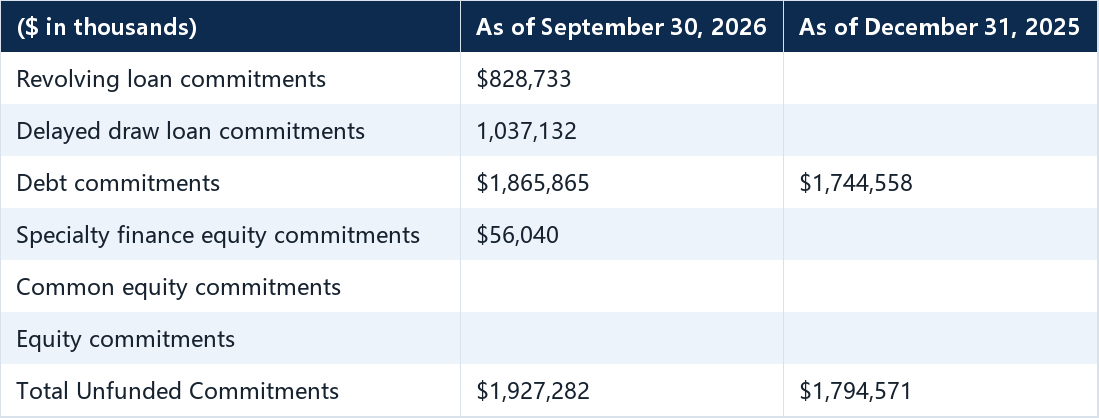 ($ in thousands) As of September 30, 2026 As of December 31, 2025
Revolving loan commitments $828,733
Delayed draw loan commitments 1,037,132
Debt commitments $1,865,865 $1,744,558
Specialty finance equity commitments $56,040
Common equity commitments
Equity commitments
Total Unfunded Commitments $1,927,282 $1,794,571